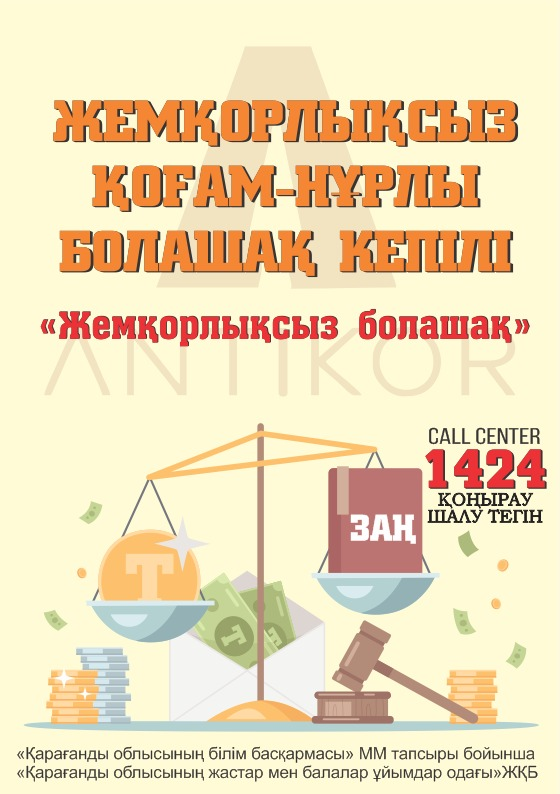 ЖЕМҚОРЛЫҚСЫЗ
ҚОҒАМ-НҰРЛЫ
БОЛАШАҚ КЕПІЛІ
«Жемқорлықсыз болашақ»
ANTIKOR
CALL CENTER
1424
ҚОҢЫРАУ
ШАЛУ ТЕГІН
ЗАҢ
«Қарағанды облысының білім басқармасы» ММ тапсыры бойынша
«Қарағанды облысының жастар мен балалар ұйымдар одағы»ЖҚБ